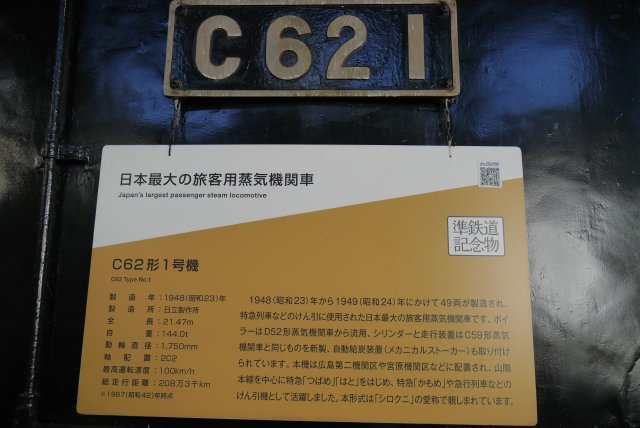 C62 1
日本最大の旅客用蒸気機関車
Japan's largest passenger steam locomotive
準鉄道
記念物
C62形1号機
C62 Type No.1
製造年：1948(昭和23)年
製造所：日立製作所
全長：21.47m
自重：144.0t
動輪直径：1,750mm
軸配置：2C2
最高運転速度：100km/h
総走行距離：209万3千km
※1967(昭和42)年時点
1948(昭和23)年から1949(昭和24)年にかけて49両が製造され、
特急列車などのけん引に使用された日本最大の旅客用蒸気機関車です。ボイ
ラーはD52形蒸気機関車から流用、シリンダーと走行装置はC59形蒸気
機関車と同じものを新製、自動給炭装置(メカニカルストーカー)も取り付け
られています。本機は広島第二機関区や宮原機関区などに配置され、山陽
本線を中心に特急「つばめ」「はと」をはじめ、特急「かもめ」や急行列車などの
けん引機として活躍しました。本形式は「シロクニ」の愛称で親しまれています。